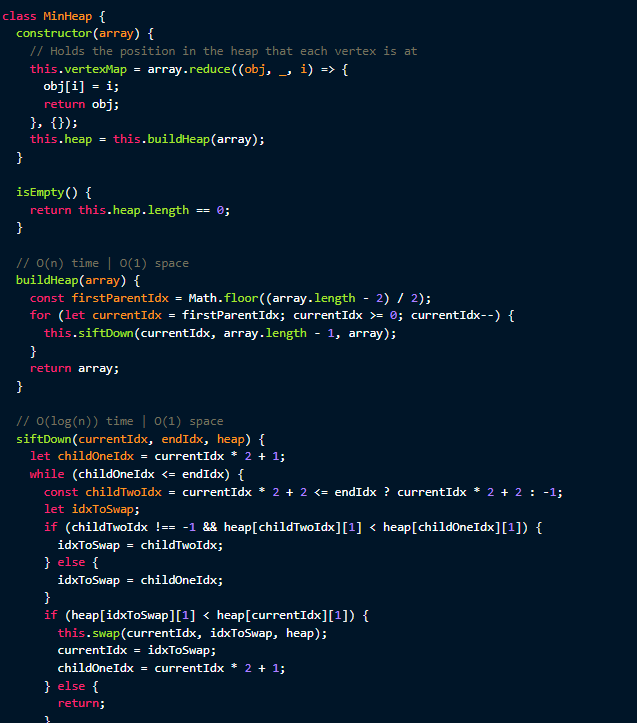 class MinHeap {
constructor(array) {
// Holds the position in the heap that each vertex is at
this.vertexMap = array.reduce((obj, _, i) => {
obj[i] = i;
return obj;
}, {});
this.heap = this.buildHeap(array);
}
isEmpty() {
return this.heap.length == 0;
}
// O(n) time | O(1) space
buildHeap(array) {
const firstParentIdx = Math.floor((array.length - 2) / 2);
for (let currentIdx = firstParentIdx; currentIdx >= 0; currentIdx--) {
this.siftDown(currentIdx, array.length - 1, array);
}
return array;
}
// O(log(n)) time | O(1) space
siftDown(currentIdx, endIdx, heap) {
let childOneIdx = currentIdx * 2 + 1;
while (childOneIdx <= endIdx) {
const childTwoIdx = currentIdx * 2 + 2 <= endIdx ? currentIdx * 2 + 2 : -1;
let idxToSwap;
if (childTwoIdx !== -1 && heap[childTwoIdx][1] < heap[childOneIdx][1]) {
idxToSwap = childTwoIdx;
} else {
idxToSwap = childOneIdx;
}
if (heap[idxToSwap][1] < heap[currentIdx][1]) {
this.swap(currentIdx, idxToSwap, heap);
currentIdx = idxToSwap;
childOneIdx = currentIdx * 2 + 1;
} else {
return;
}